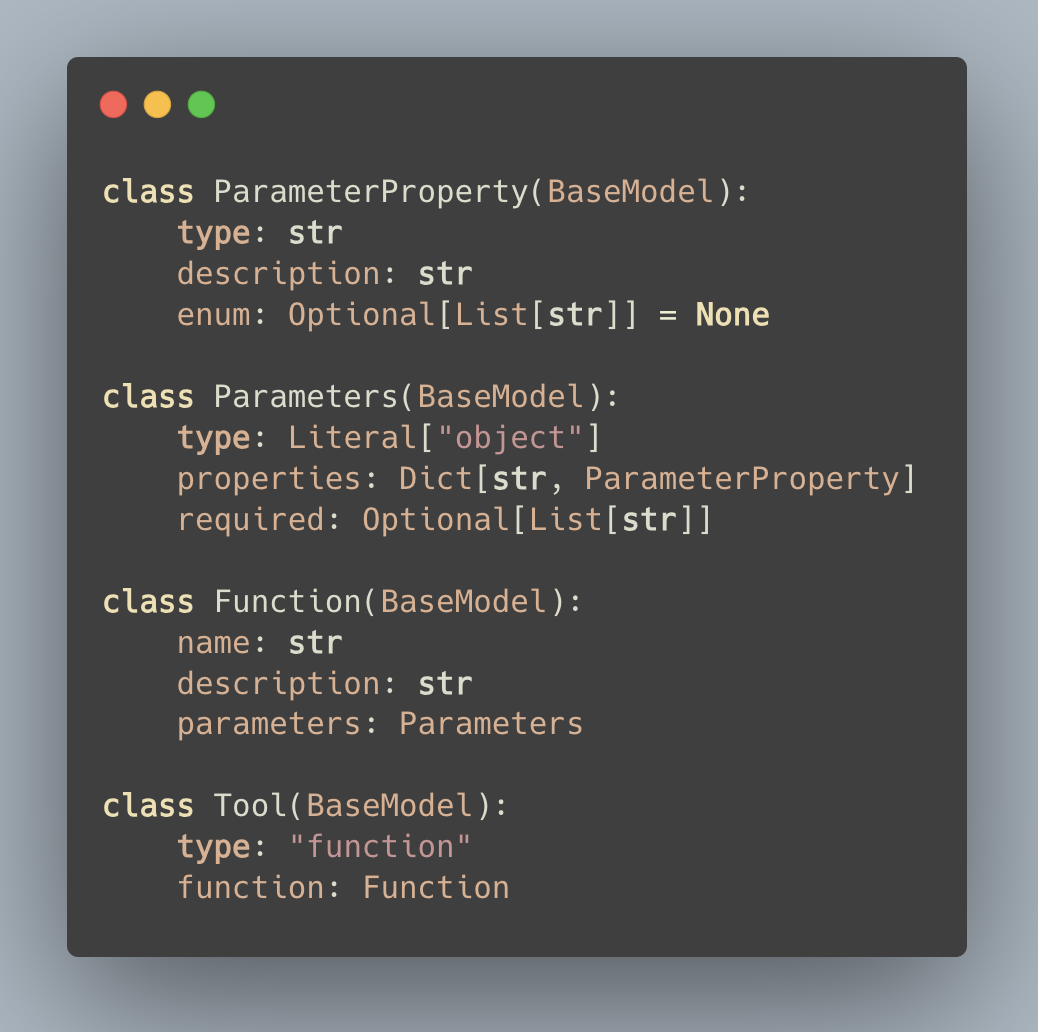 class ParameterProperty(BaseModel):
    type: str
    description: str
    enum: Optional[List[str]] = None

class Parameters(BaseModel):
    type: Literal["object"]
    properties: Dict[str, ParameterProperty]
    required: Optional[List[str]]

class Function(BaseModel):
    name: str
    description: str
    parameters: Parameters

class Tool(BaseModel):
    type: "function"
    function: Function